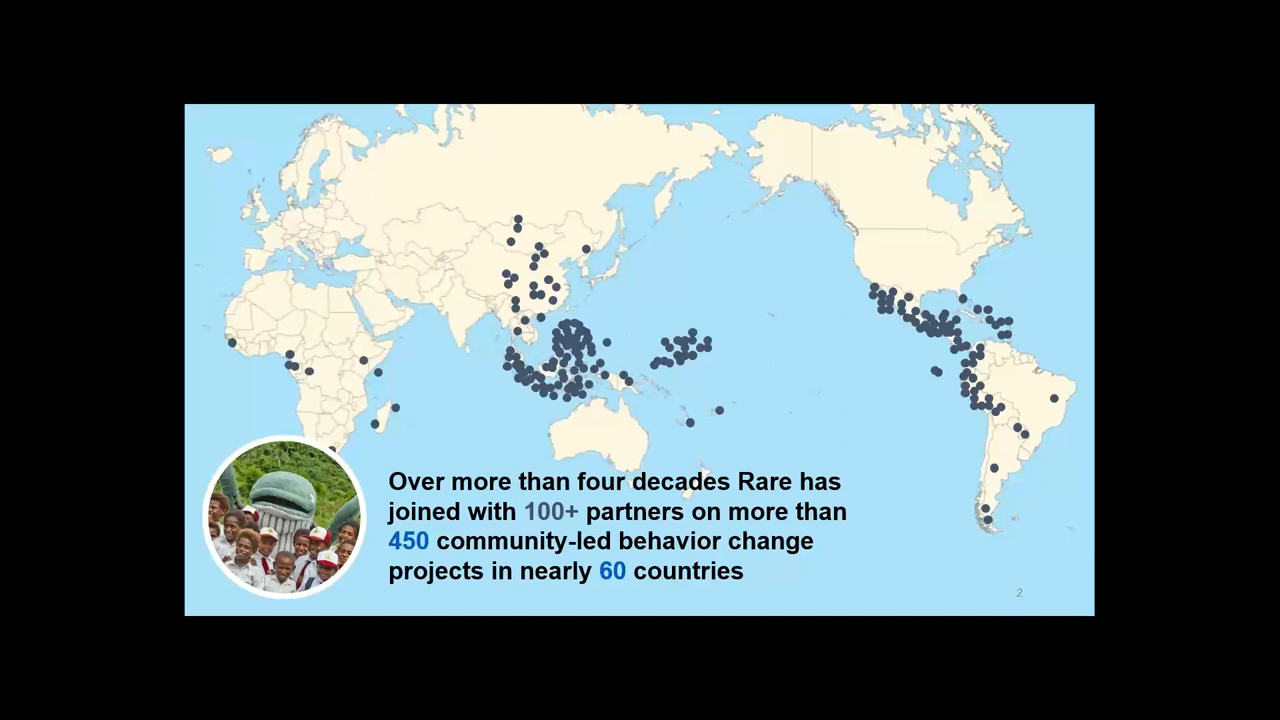 Over more than four decades Rare has
joined with 100+ partners on more than
450 community-led behavior change
projects in nearly 60 countries
2